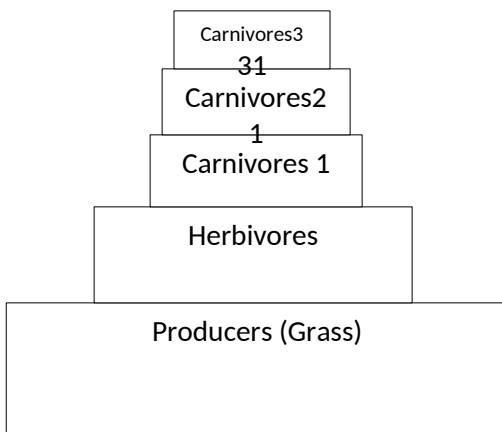 Carnivores3
31
Carnivores2
1
Carnivores 1
Herbivores
Producers (Grass)